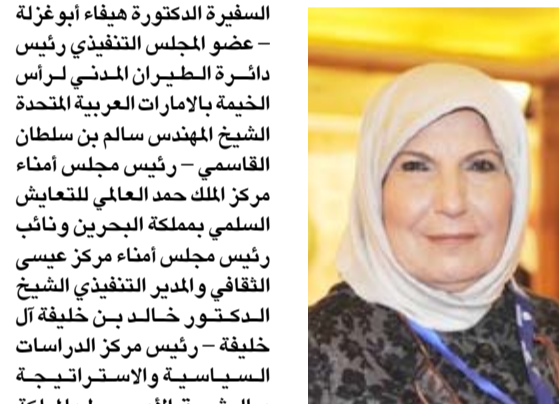 السفيرة الدكتورة هيفاء أبوغزلة
– عضو المجلس التنفيذي رئيس
دائرة الطيران المدني لرأس
الخيمة بالامارات العربية المتحدة
الشيخ المهندس سالم بن سلطان
القاسمي – رئيس مجلس أمناء
مركز الملك حمد العالمي للتعايش
السلمي بمملكة البحرين ونائب
رئيس مجلس أمناء مركز عيسى
الثقافي والمدير التنفيذي الشيخ
الدكتور خالد بن خليفة آل
خليفة – رئيس مركز الدراسات
السياسية والاستراتيجية